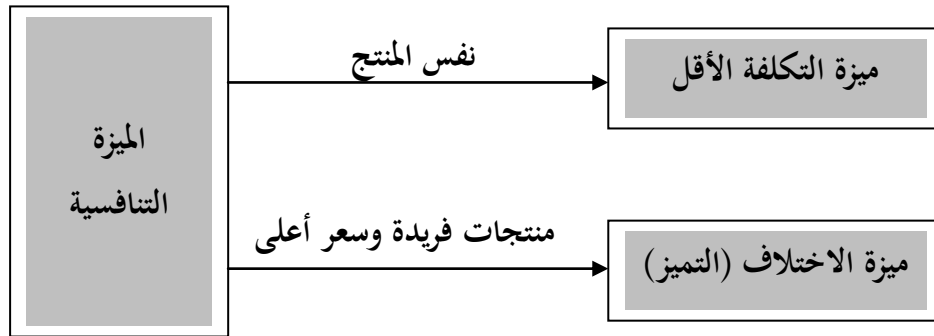 نفس المنتج
ميزة التكلفة الأقل
الميزة
التنافسية
منتجات فريدة وسعر أعلى
ميزة الاختلاف (التميز)